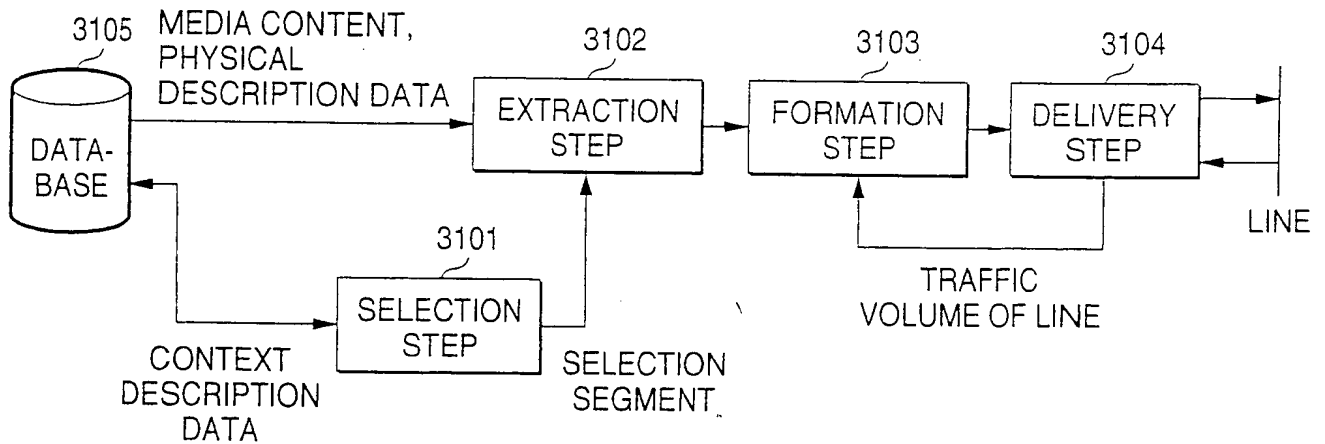 3105
MEDIA CONTENT,
PHYSICAL
DESCRIPTION DATA
3102
3103
3104
DATA-
BASE
EXTRACTION
STEP
FORMATION
STEP
DELIVERY
STEP
LINE
3101
SELECTION
STEP
TRAFFIC
VOLUME OF LINE
CONTEXT
DESCRIPTION
DATA
SELECTION
SEGMENT